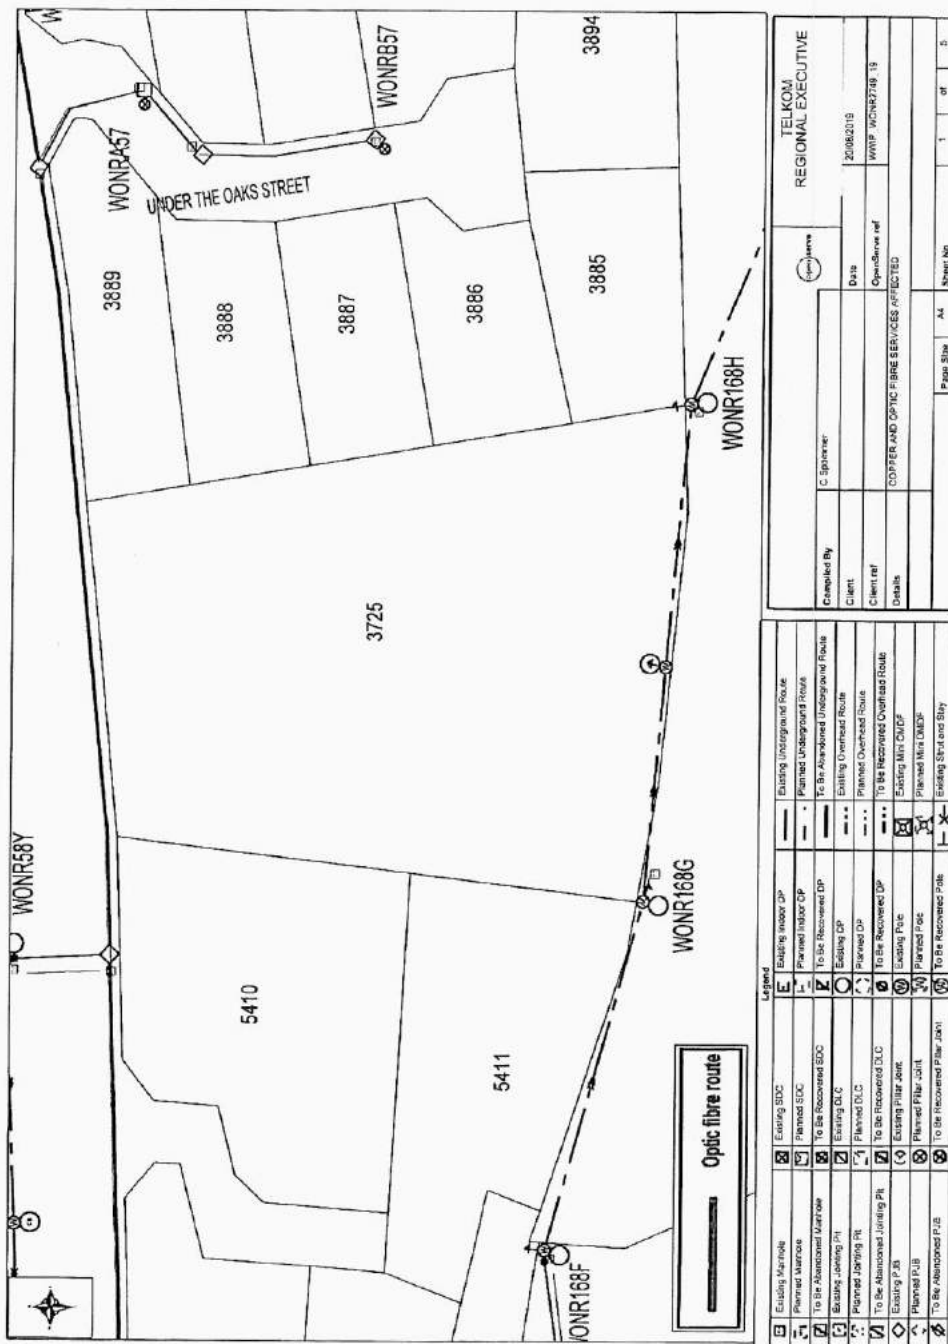 WONR58Y
WONRA57
WONRB57
UNDER THE OAKS STREET
3889
3888
3887
3886
3885
3894
3725
5410
5411
WONR168H
WONR168G
WONR168F
Optic fibre route
Legend
Existing Manhole
Planned Manhole
To Be Abandoned Manhole
Existing Jointing Pit
Planned Jointing Pit
To Be Abandoned Jointing Pit
Existing PJB
Planned PJB
To Be Abandoned PJB
Existing SDC
Planned SDC
To Be Recovered SDC
Existing DLC
Planned DLC
To Be Recovered DLC
Existing Pillar Joint
Planned Pillar Joint
To Be Recovered Pillar Joint
Existing Indoor DP
Planned Indoor DP
To Be Recovered DP
Existing DP
Planned DP
To Be Recovered DP
Existing Pole
Planned Pole
To Be Recovered Pole
Existing Underground Route
Planned Underground Route
To Be Abandoned Underground Route
Existing Overhead Route
Planned Overhead Route
To Be Recovered Overhead Route
Existing Mini OMDF
Planned Mini OMDF
Existing Strut and Stay
openserve
TELKOM
REGIONAL EXECUTIVE
Compiled By C Spammer
Client Date 20/08/2019
Client ref OpenServe ref WWIP_WONR2749_19
Details COPPER AND OPTIC FIBRE SERVICES AFFECTED
Page Size A4 Sheet No 1 of 5